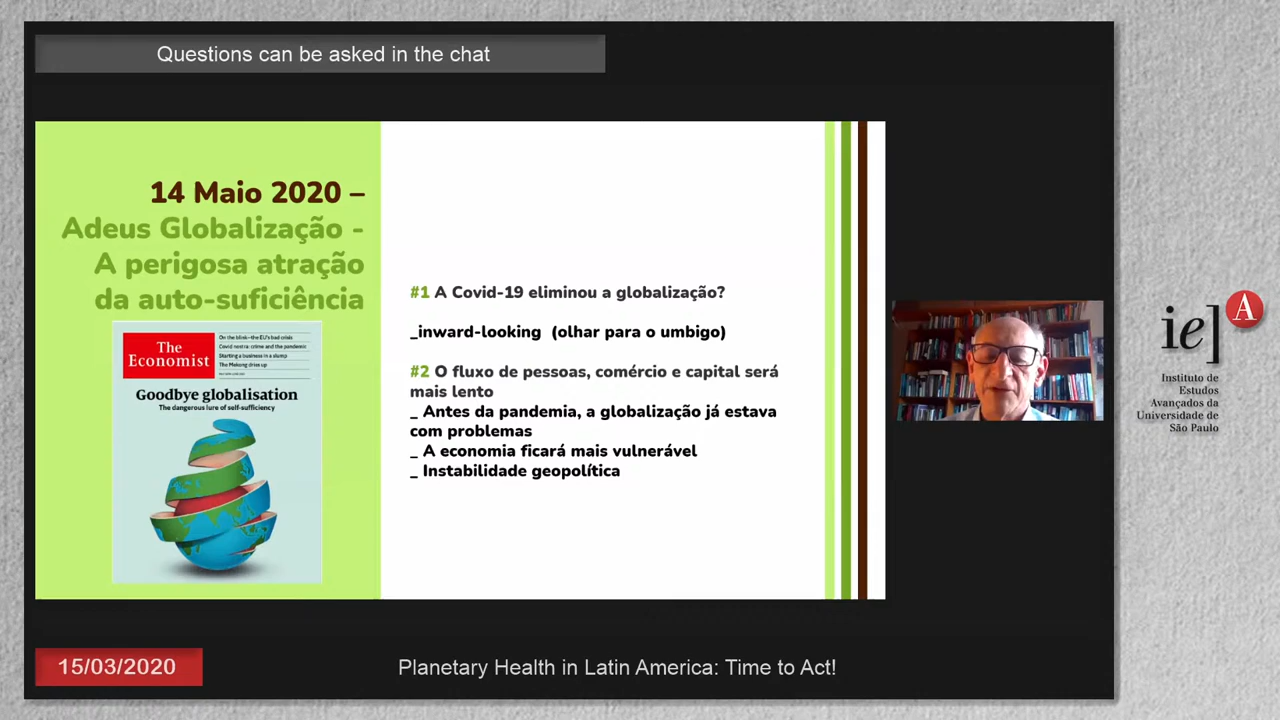 Questions can be asked in the chat
14 Maio 2020 –
Adeus Globalização -
A perigosa atração
da auto-suficiência
The
Economist
On the blink—the EU's bad crisis
Covid nostra: crime and the pandemic
Starting a business in a slump
The Mekong dries up
Goodbye globalisation
The dangerous lure of self-sufficiency
#1 A Covid-19 eliminou a globalização?
_inward-looking (olhar para o umbigo)
#2 O fluxo de pessoas, comércio e capital será
mais lento
_ Antes da pandemia, a globalização já estava
com problemas
_ A economia ficará mais vulnerável
_ Instabilidade geopolítica
ie] A
Instituto de
Estudos
Avançados da
Universidade de
São Paulo
15/03/2020
Planetary Health in Latin America: Time to Act!